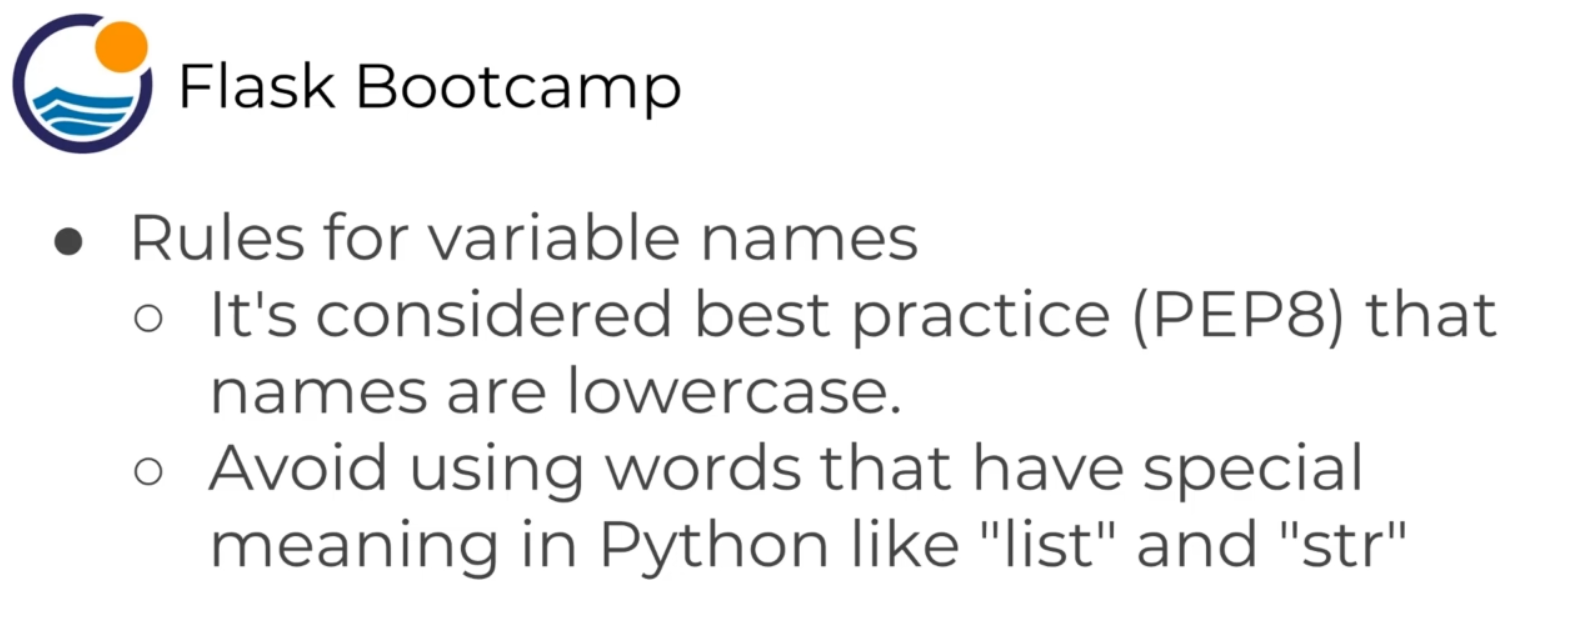 Flask Bootcamp
● Rules for variable names
○ It's considered best practice (PEP8) that
names are lowercase.
○ Avoid using words that have special
meaning in Python like "list" and "str"